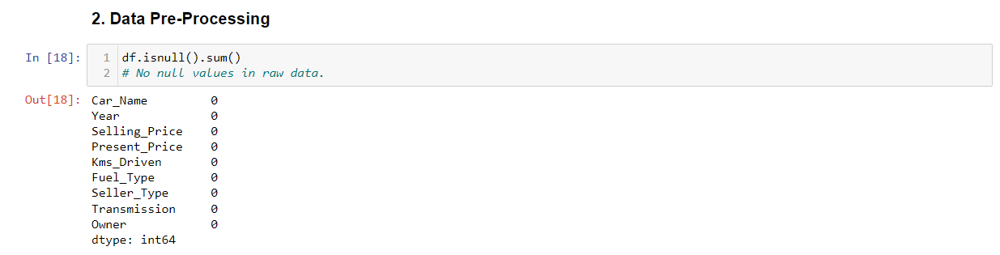 2. Data Pre-Processing
In [18]: 1 df.isnull().sum()
2 # No null values in raw data.
Out[18]: Car_Name 0
Year 0
Selling_Price 0
Present_Price 0
Kms_Driven 0
Fuel_Type 0
Seller_Type 0
Transmission 0
Owner 0
dtype: int64